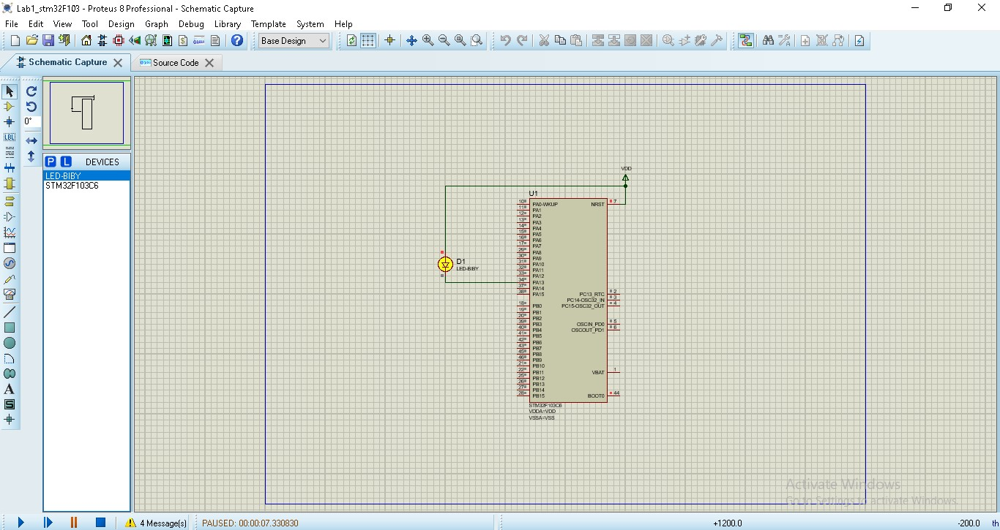 Lab1_stm32F103 - Proteus 8 Professional - Schematic Capture
File Edit View Tool Design Graph Debug Library Template System Help
Base Design
Schematic Capture
Source Code
0°
P L DEVICES
LED-BIBY
STM32F103C6
LBL
A
S
VDD
U1
D1
LED-BIBY
10 PA0-WKUP
11 PA1
12 PA2
13 PA3
14 PA4
15 PA5
16 PA6
17 PA7
29 PA8
30 PA9
31 PA10
32 PA11
33 PA12
34 PA13
37 PA14
38 PA15
18 PB0
19 PB1
20 PB2
39 PB3
40 PB4
41 PB5
42 PB6
43 PB7
45 PB8
46 PB9
21 PB10
22 PB11
25 PB12
26 PB13
27 PB14
28 PB15
NRST 7
PC13_RTC 2
PC14-OSC32_IN 3
PC15-OSC32_OUT 4
OSCIN_PD0 5
OSCOUT_PD1 6
VBAT 1
BOOT0 44
STM32F103C6
VDDA=VDD
VSSA=VSS
Activate Windows
Go to Settings to activate Windows.
4 Message(s)
PAUSED: 00:00:07.330830
+1200.0
-200.0
th